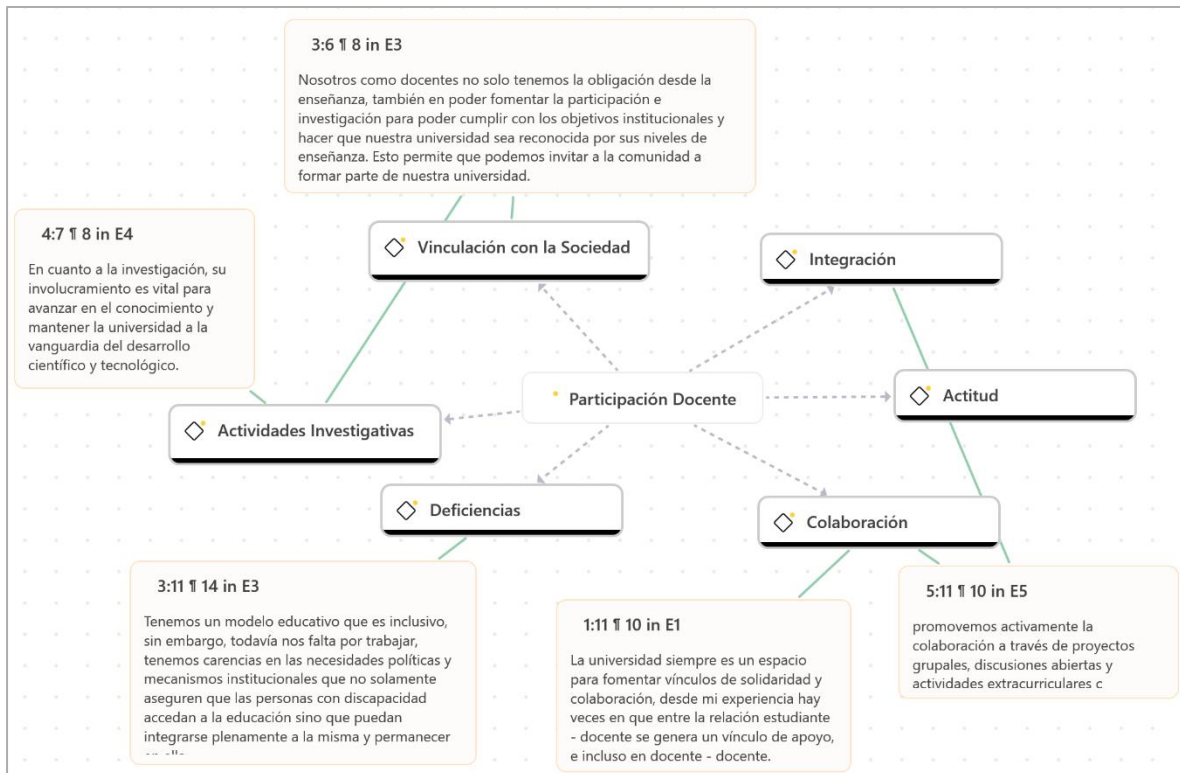 3:6 ¶ 8 in E3
Nosotros como docentes no solo tenemos la obligación desde la
enseñanza, también en poder fomentar la participación e
investigación para poder cumplir con los objetivos institucionales y
hacer que nuestra universidad sea reconocida por sus niveles de
enseñanza. Esto permite que podemos invitar a la comunidad a
formar parte de nuestra universidad.
4:7 ¶ 8 in E4
En cuanto a la investigación, su
involucramiento es vital para
avanzar en el conocimiento y
mantener la universidad a la
vanguardia del desarrollo
científico y tecnológico.
Vinculación con la Sociedad
Integración
Participación Docente
Actitud
Actividades Investigativas
Deficiencias
Colaboración
3:11 ¶ 14 in E3
Tenemos un modelo educativo que es inclusivo,
sin embargo, todavía nos falta por trabajar,
tenemos carencias en las necesidades políticas y
mecanismos institucionales que no solamente
aseguren que las personas con discapacidad
accedan a la educación sino que puedan
integrarse plenamente a la misma y permanecer
1:11 ¶ 10 in E1
La universidad siempre es un espacio
para fomentar vínculos de solidaridad y
colaboración, desde mi experiencia hay
veces en que entre la relación estudiante
- docente se genera un vínculo de apoyo,
e incluso en docente - docente.
5:11 ¶ 10 in E5
promovemos activamente la
colaboración a través de proyectos
grupales, discusiones abiertas y
actividades extracurriculares c